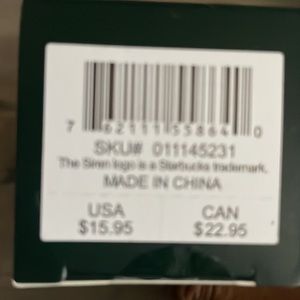 7 62111 55864 0
SKU# 011145231
The Siren logo is a Starbucks trademark.
MADE IN CHINA
USA CAN
$15.95 $22.95